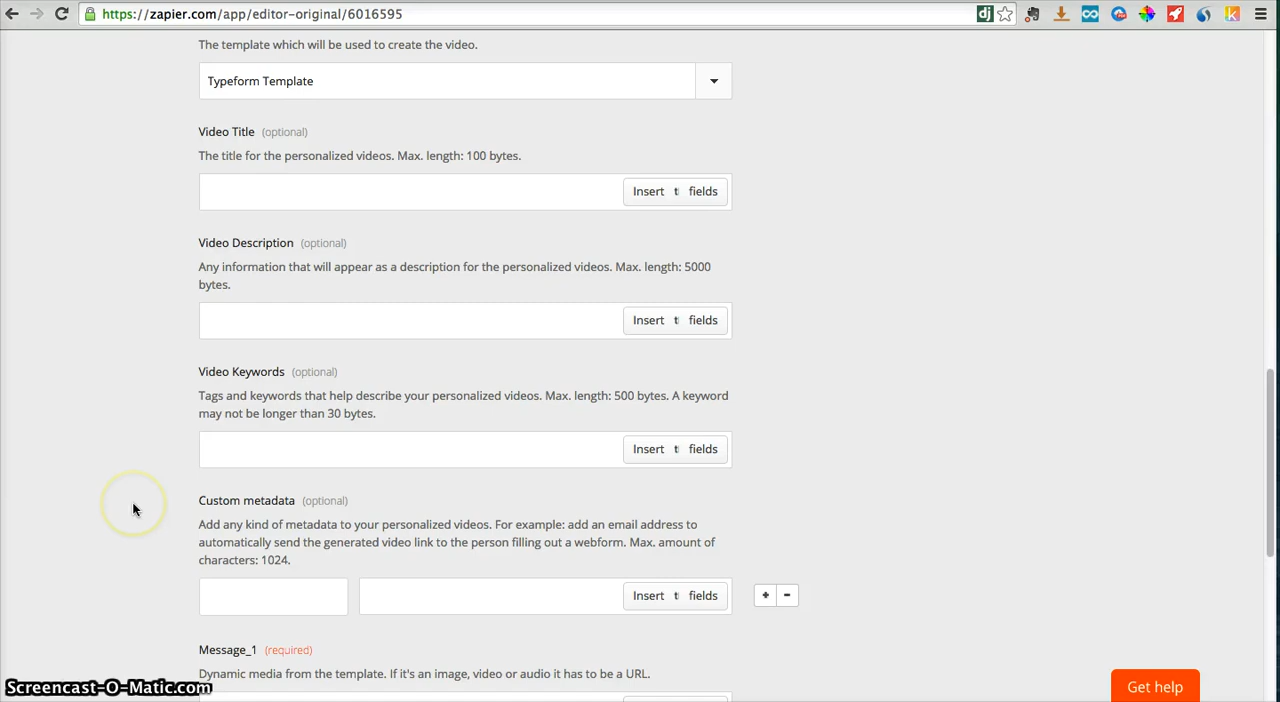 https://zapier.com/app/editor-original/6016595
dj
The template which will be used to create the video.
Typeform Template
Video Title (optional)
The title for the personalized videos. Max. length: 100 bytes.
Insert t fields
Video Description (optional)
Any information that will appear as a description for the personalized videos. Max. length: 5000
bytes.
Insert t fields
Video Keywords (optional)
Tags and keywords that help describe your personalized videos. Max. length: 500 bytes. A keyword
may not be longer than 30 bytes.
Insert t fields
Custom metadata (optional)
Add any kind of metadata to your personalized videos. For example: add an email address to
automatically send the generated video link to the person filling out a webform. Max. amount of
characters: 1024.
Insert t fields
+ -
Message_1 (required)
Dynamic media from the template. If it's an image, video or audio it has to be a URL.
Get help
Screencast-O-Matic.com